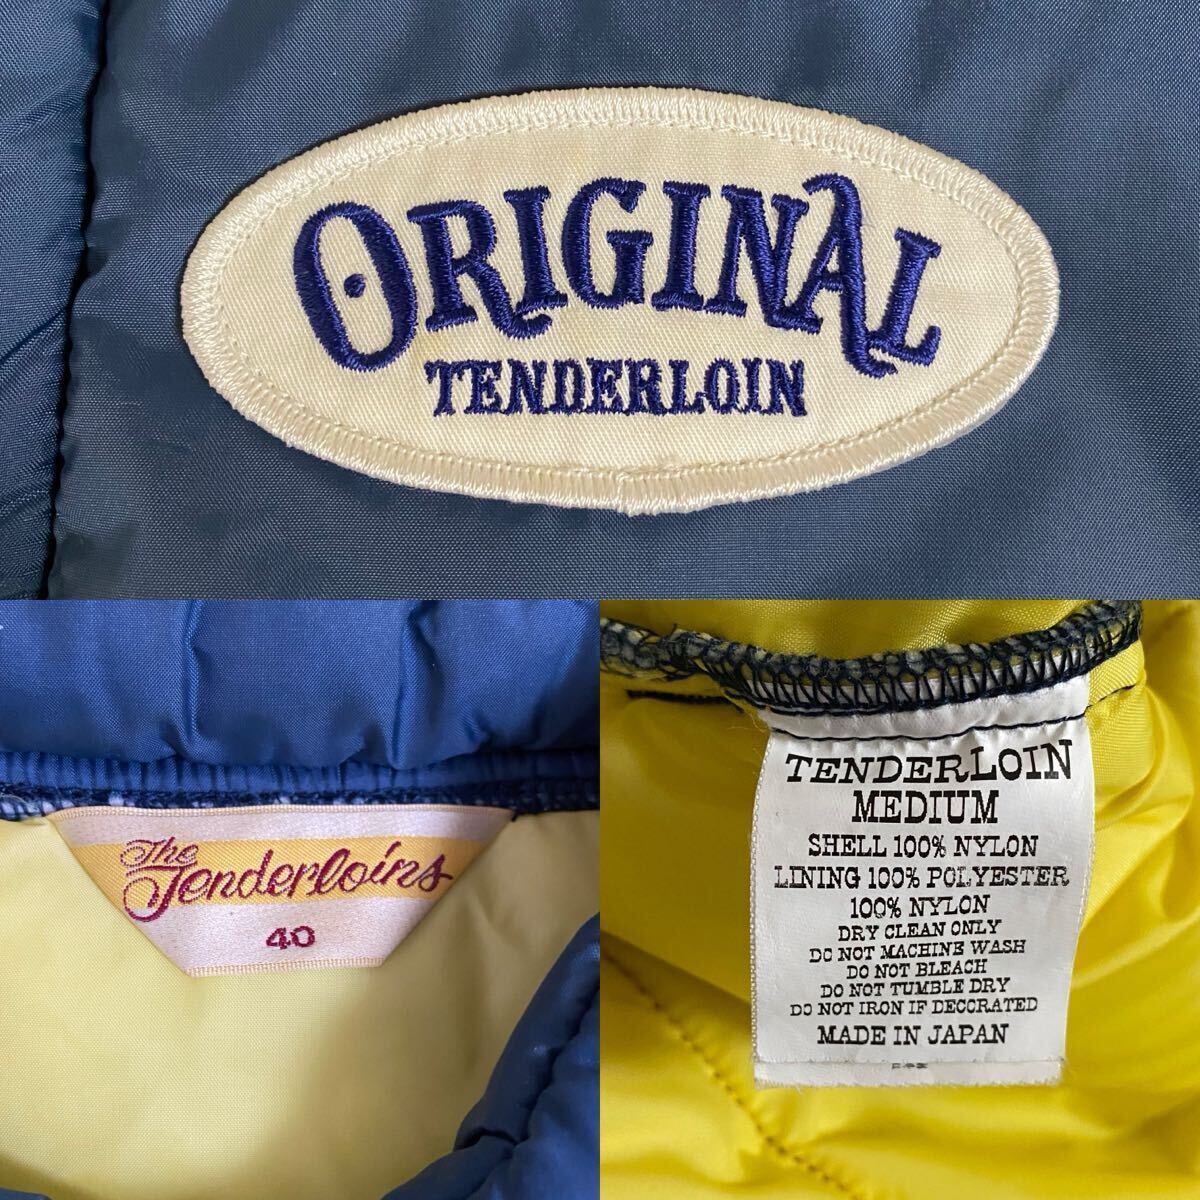 ORIGINAL
TENDERLOIN
The
Tenderloins
40
TENDERLOIN
MEDIUM
SHELL 100% NYLON
LINING 100% POLYESTER
100% NYLON
DRY CLEAN ONLY
DO NOT MACHINE WASH
DO NOT BLEACH
DO NOT TUMBLE DRY
DO NOT IRON IF DECORATED
MADE IN JAPAN